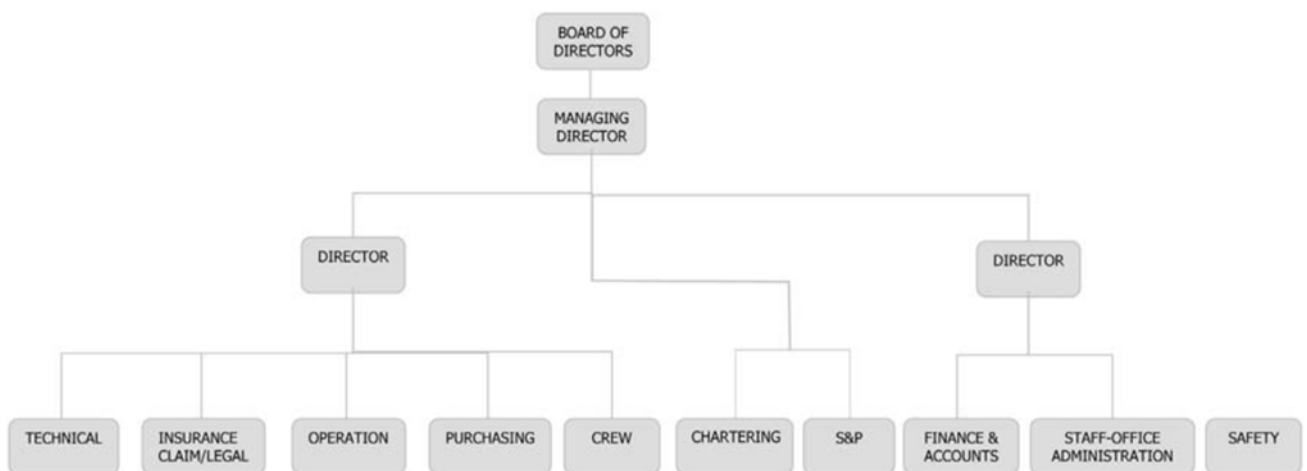 BOARD OF
DIRECTORS
MANAGING
DIRECTOR
DIRECTOR
DIRECTOR
TECHNICAL
INSURANCE
CLAIM/LEGAL
OPERATION
PURCHASING
CREW
CHARTERING
S&P
FINANCE &
ACCOUNTS
STAFF-OFFICE
ADMINISTRATION
SAFETY